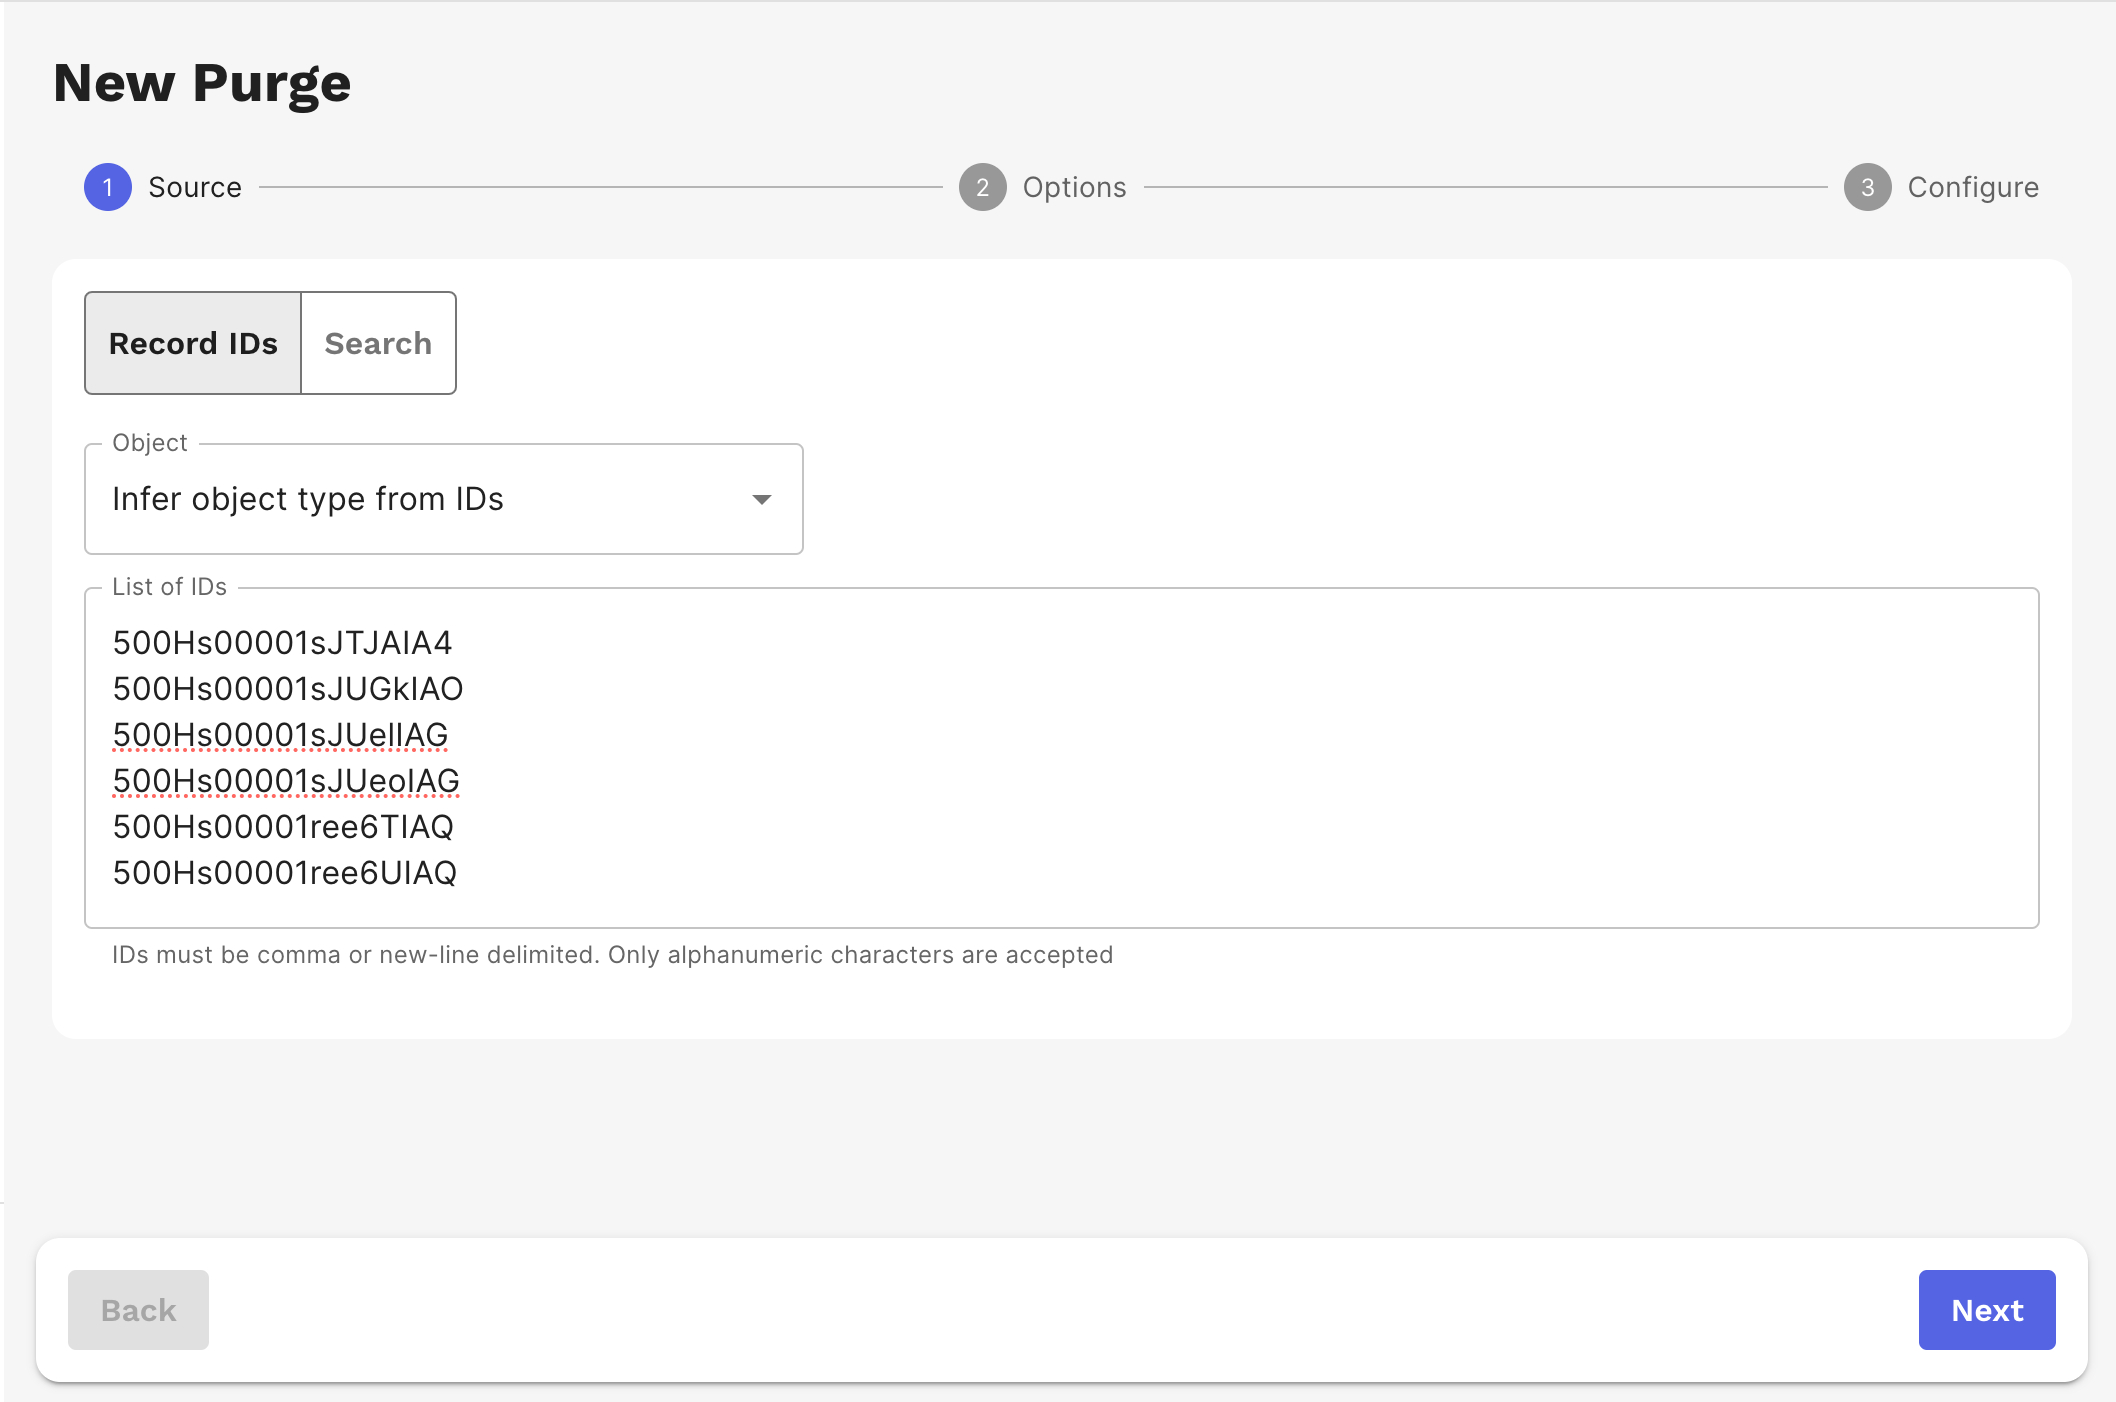 New Purge
1 Source 2 Options 3 Configure
Record IDs Search
Object
Infer object type from IDs
List of IDs
500Hs00001sJTJAIA4
500Hs00001sJUGkIAO
500Hs00001sJUelIAG
500Hs00001sJUeoIAG
500Hs00001ree6TIAQ
500Hs00001ree6UIAQ
IDs must be comma or new-line delimited. Only alphanumeric characters are accepted
Back Next